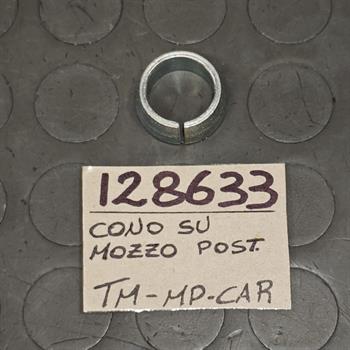 128633
CONO SU
MOZZO POST.
TM-MP-CAR